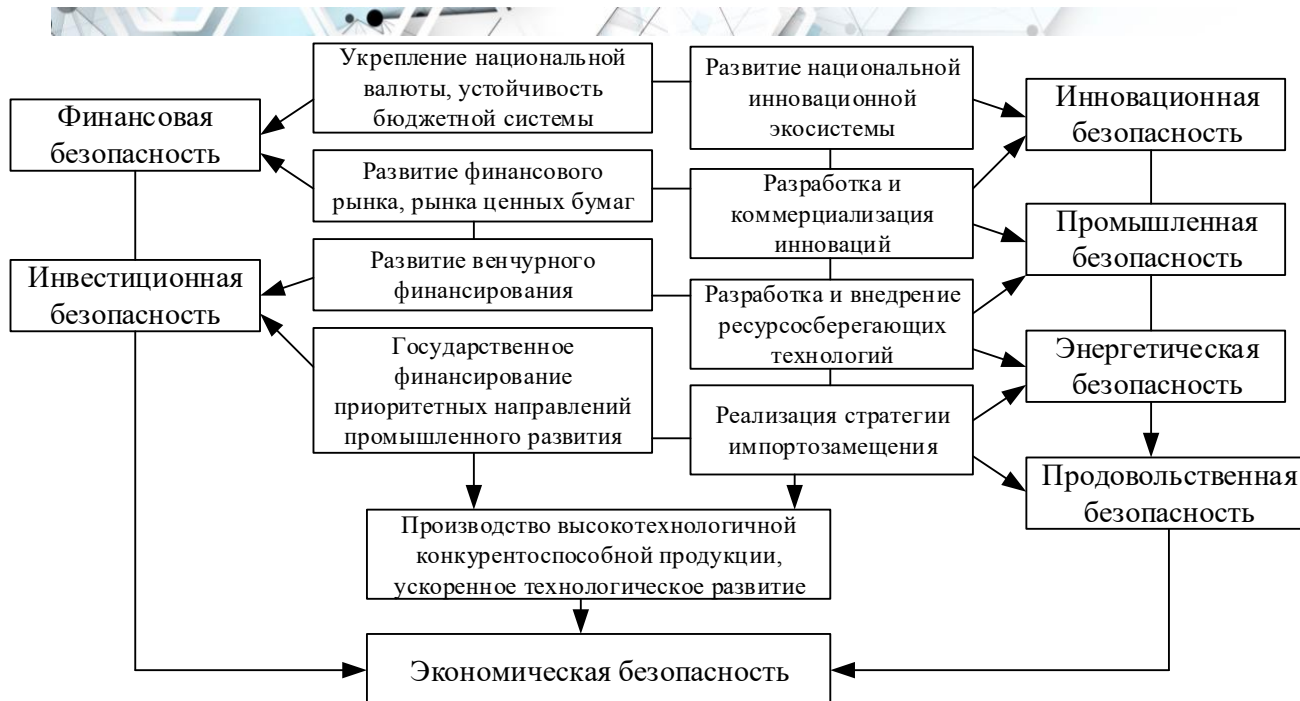 Финансовая
безопасность
Инвестиционная
безопасность
Укрепление национальной
валюты, устойчивость
бюджетной системы
Развитие финансового
рынка, рынка ценных бумаг
Развитие венчурного
финансирования
Государственное
финансирование
приоритетных направлений
промышленного развития
Развитие национальной
инновационной
экосистемы
Разработка и
коммерциализация
инноваций
Разработка и внедрение
ресурсосберегающих
технологий
Реализация стратегии
импортозамещения
Инновационная
безопасность
Промышленная
безопасность
Энергетическая
безопасность
Продовольственная
безопасность
Производство высокотехнологичной
конкурентоспособной продукции,
ускоренное технологическое развитие
Экономическая безопасность